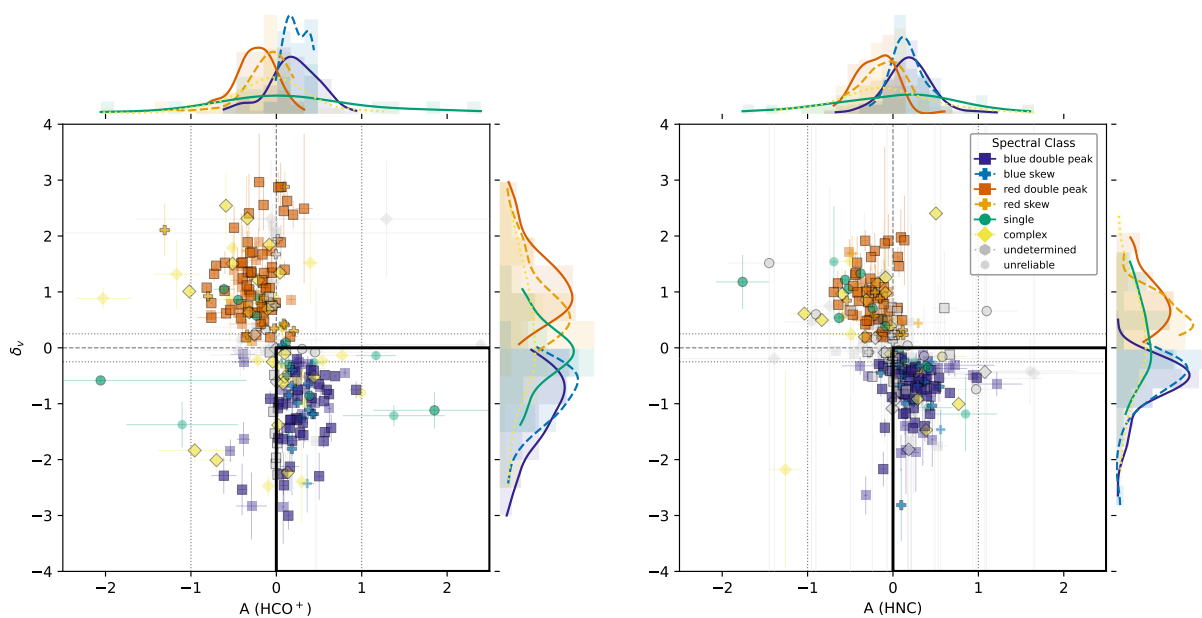 4
3
2
1
0
−1
−2
−3
−4
δᵥ
−2
−1
0
1
2
A (HCO⁺)
4
3
2
1
0
−1
−2
−3
−4
−2
−1
0
1
2
A (HNC)
Spectral Class
blue double peak
blue skew
red double peak
red skew
single
complex
undetermined
unreliable